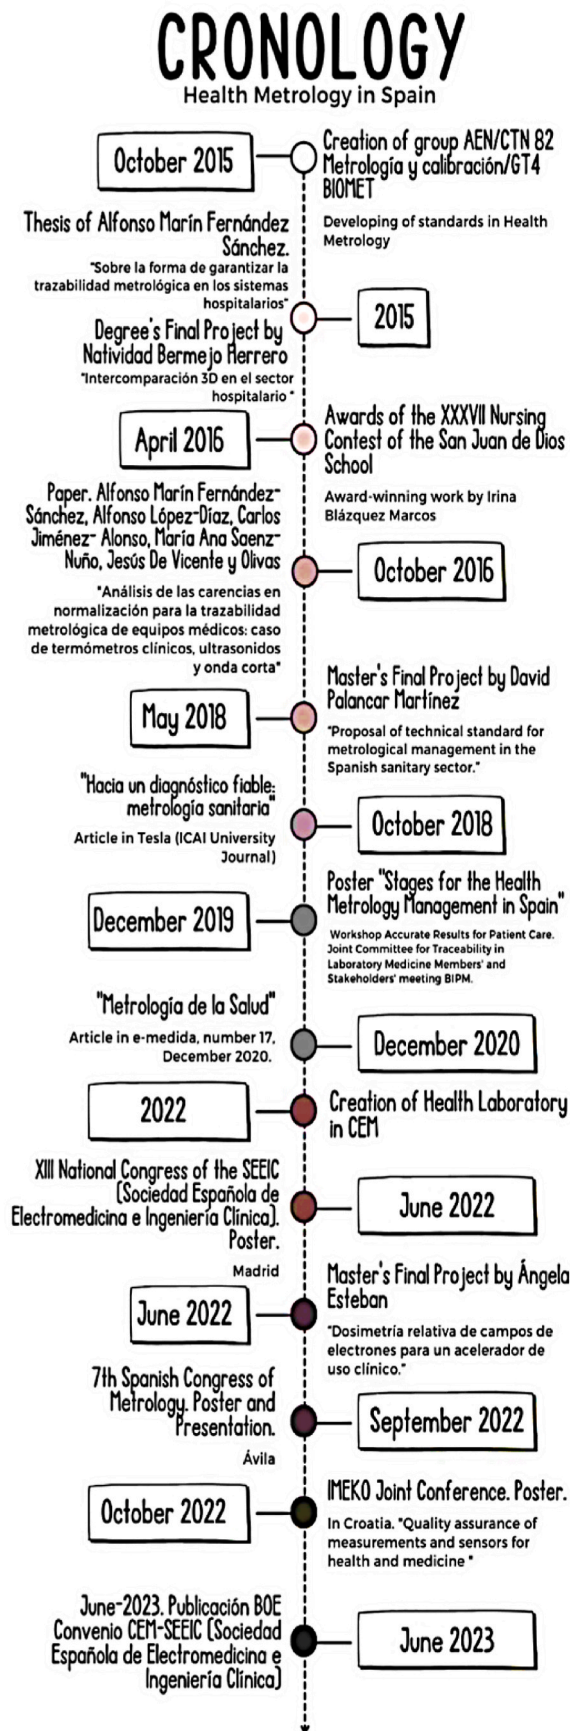 CRONOLOGY
Health Metrology in Spain
October 2015
Creation of group AEN/CTN 82
Metrología y calibración/GT4
BIOMET
Developing of standards in Health
Metrology
Thesis of Alfonso Marín Fernández
Sánchez.
"Sobre la forma de garantizar la
trazabilidad metrológica en los sistemas
hospitalarios"
Degree's Final Project by
Natividad Bermejo Herrero
"Intercomparación 3D en el sector
hospitalario "
2015
April 2016
Awards of the XXXVII Nursing
Contest of the San Juan de Dios
School
Award-winning work by Irina
Blázquez Marcos
Paper. Alfonso Marín Fernández-
Sánchez, Alfonso López-Díaz, Carlos
Jiménez- Alonso, María Ana Saenz-
Nuño, Jesús De Vicente y Olivas
"Análisis de las carencias en
normalización para la trazabilidad
metrológica de equipos médicos: caso
de termómetros clínicos, ultrasonidos
y onda corta"
October 2016
May 2018
Master's Final Project by David
Palancar Martínez
"Proposal of technical standard for
metrological management in the
Spanish sanitary sector."
"Hacia un diagnóstico fiable:
metrología sanitaria"
Article in Tesla (ICAI University
Journal)
October 2018
December 2019
Poster "Stages for the Health
Metrology Management in Spain"
Workshop Accurate Results for Patient Care.
Joint Committee for Traceability in
Laboratory Medicine Members' and
Stakeholders' meeting BIPM.
"Metrología de la Salud"
Article in e-medida, number 17,
December 2020.
December 2020
2022
Creation of Health Laboratory
in CEM
XIII National Congress of the SEEIC
(Sociedad Española de
Electromedicina e Ingeniería Clínica).
Poster.
Madrid
June 2022
June 2022
Master's Final Project by Ángela
Esteban
"Dosimetría relativa de campos de
electrones para un acelerador de
uso clínico."
7th Spanish Congress of
Metrology. Poster and
Presentation.
Ávila
September 2022
October 2022
IMEKO Joint Conference. Poster.
In Croatia. "Quality assurance of
measurements and sensors for
health and medicine "
June-2023. Publicación BOE
Convenio CEM-SEEIC (Sociedad
Española de Electromedicina e
Ingeniería Clínica)
June 2023